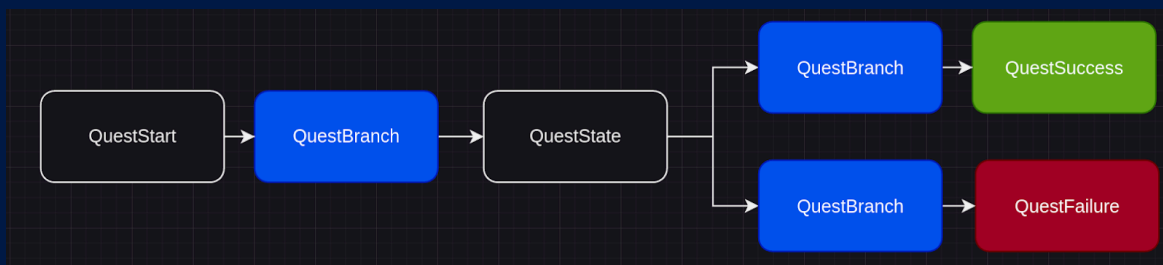 QuestStart
QuestBranch
QuestState
QuestBranch
QuestSuccess
QuestBranch
QuestFailure